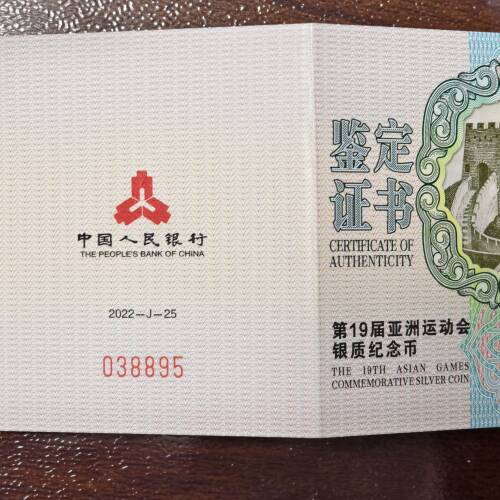 中国人民银行
THE PEOPLE'S BANK OF CHINA
2022-J-25
038895
鉴定
证书
CERTIFICATE OF
AUTHENTICITY
第19届亚洲运动会
银质纪念币
THE 19TH ASIAN GAMES
COMMEMORATIVE SILVER COIN